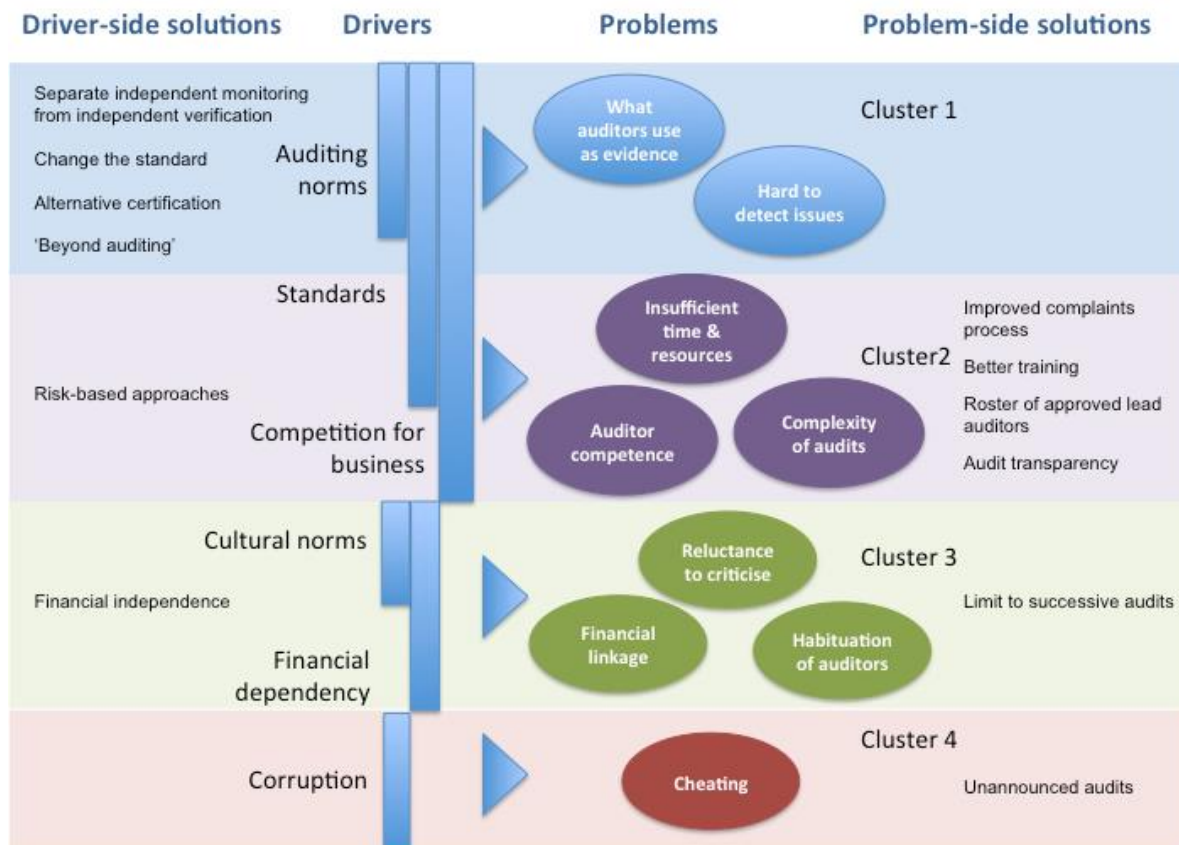 Driver-side solutions
Drivers
Problems
Problem-side solutions
Separate independent monitoring
from independent verification
Change the standard
Alternative certification
‘Beyond auditing’
Auditing
norms
What
auditors use
as evidence
Hard to
detect issues
Cluster 1
Standards
Risk-based approaches
Competition for
business
Insufficient
time &
resources
Auditor
competence
Complexity
of audits
Cluster2
Improved complaints
process
Better training
Roster of approved lead
auditors
Audit transparency
Cultural norms
Financial independence
Financial
dependency
Reluctance
to criticise
Financial
linkage
Habituation
of auditors
Cluster 3
Limit to successive audits
Corruption
Cheating
Cluster 4
Unannounced audits